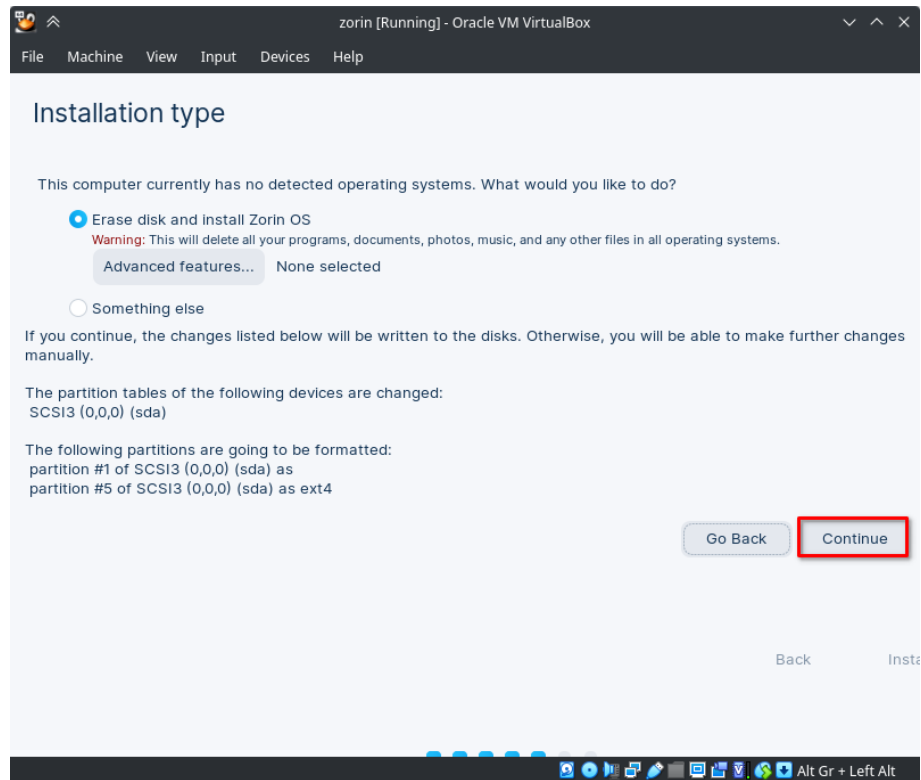 zorin [Running] - Oracle VM VirtualBox
File Machine View Input Devices Help
Installation type
This computer currently has no detected operating systems. What would you like to do?
Erase disk and install Zorin OS
Warning: This will delete all your programs, documents, photos, music, and any other files in all operating systems.
Advanced features... None selected
Something else
If you continue, the changes listed below will be written to the disks. Otherwise, you will be able to make further changes
manually.
The partition tables of the following devices are changed:
SCSI3 (0,0,0) (sda)
The following partitions are going to be formatted:
partition #1 of SCSI3 (0,0,0) (sda) as
partition #5 of SCSI3 (0,0,0) (sda) as ext4
Go Back Continue
Back Insta
Alt Gr + Left Alt